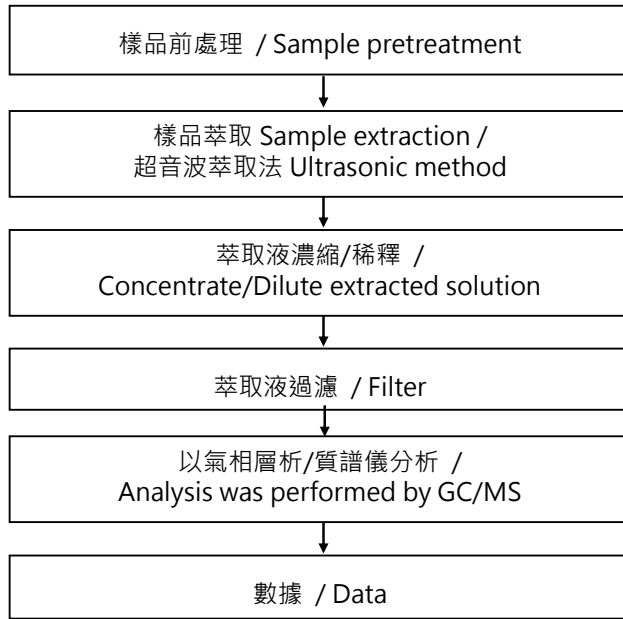 樣品前處理 / Sample pretreatment
樣品萃取 Sample extraction /
超音波萃取法 Ultrasonic method
萃取液濃縮/稀釋 /
Concentrate/Dilute extracted solution
萃取液過濾 / Filter
以氣相層析/質譜儀分析 /
Analysis was performed by GC/MS
數據 / Data